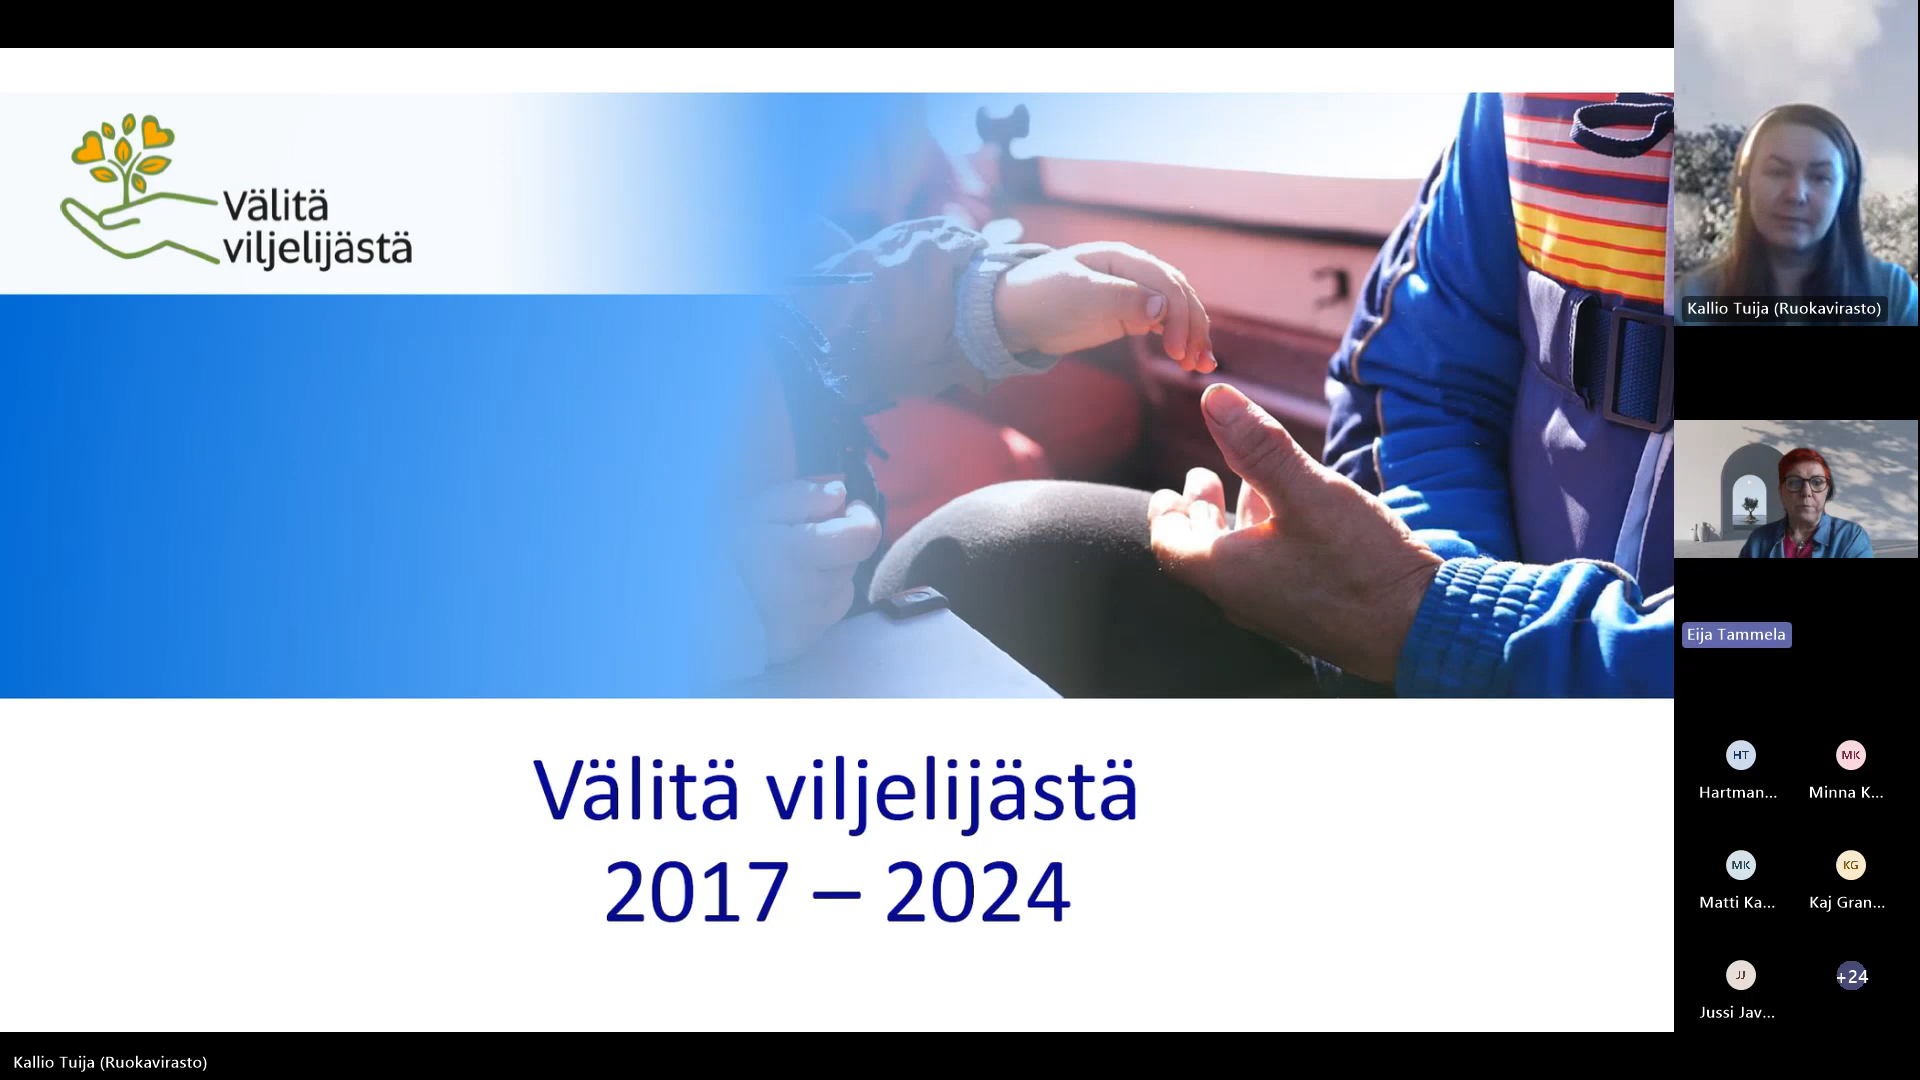 Välitä
viljelijästä
Välitä viljelijästä
2017 – 2024
Kallio Tuija (Ruokavirasto)
Eija Tammela
HT
MK
Hartman...
Minna K...
MK
KG
Matti Ka...
Kaj Gran...
JJ
+24
Jussi Jav...
Kallio Tuija (Ruokavirasto)